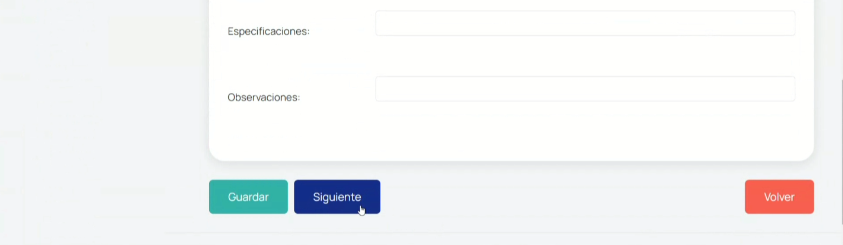 Especificaciones:
Observaciones:
Guardar Siguiente Volver